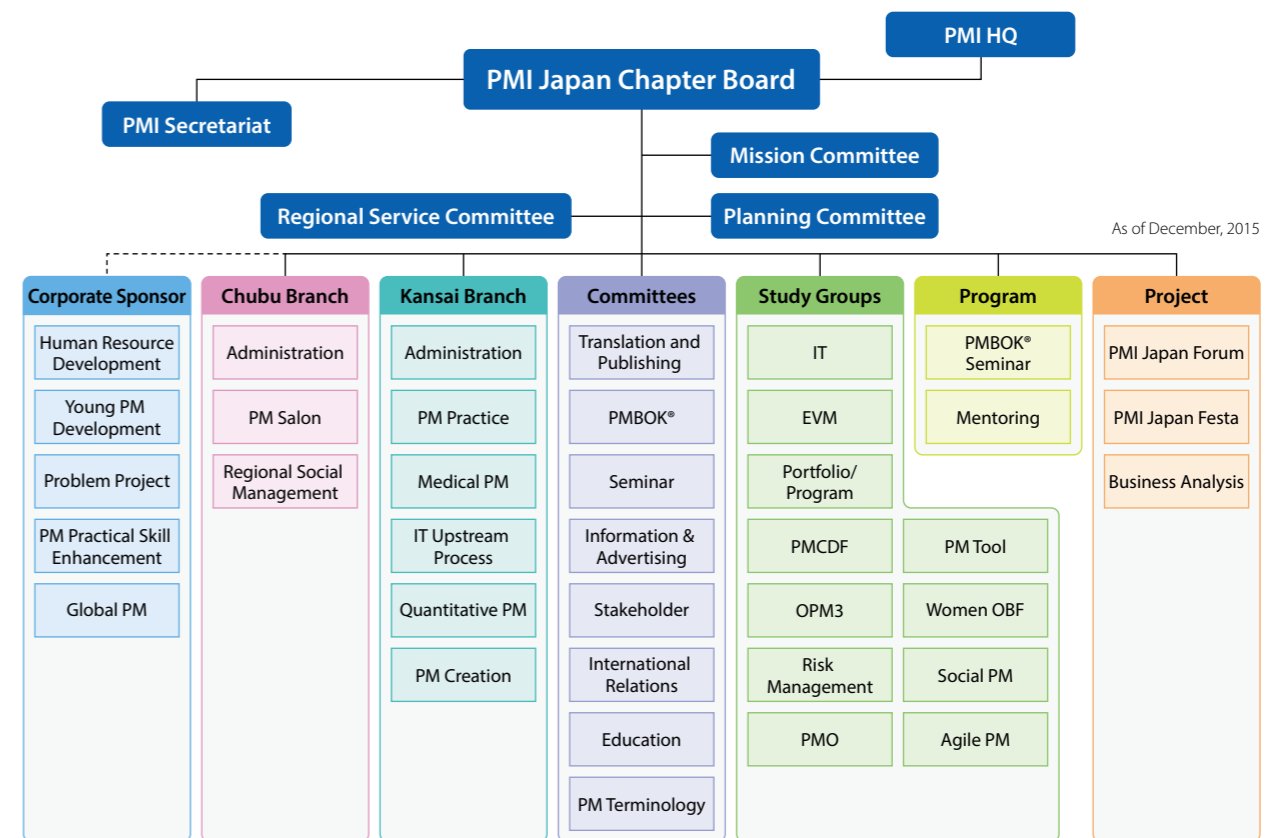 PMI HQ
PMI Japan Chapter Board
PMI Secretariat
Mission Committee
Regional Service Committee
Planning Committee
As of December, 2015
Corporate Sponsor
Human Resource
Development
Young PM
Development
Problem Project
PM Practical Skill
Enhancement
Global PM
Chubu Branch
Administration
PM Salon
Regional Social
Management
Kansai Branch
Administration
PM Practice
Medical PM
IT Upstream
Process
Quantitative PM
PM Creation
Committees
Translation and
Publishing
PMBOK®
Seminar
Information &
Advertising
Stakeholder
International
Relations
Education
PM Terminology
Study Groups
IT
EVM
Portfolio/
Program
PMCDF
OPM3
Risk
Management
PMO
PM Tool
Women OBF
Social PM
Agile PM
Program
PMBOK®
Seminar
Mentoring
Project
PMI Japan Forum
PMI Japan Festa
Business Analysis